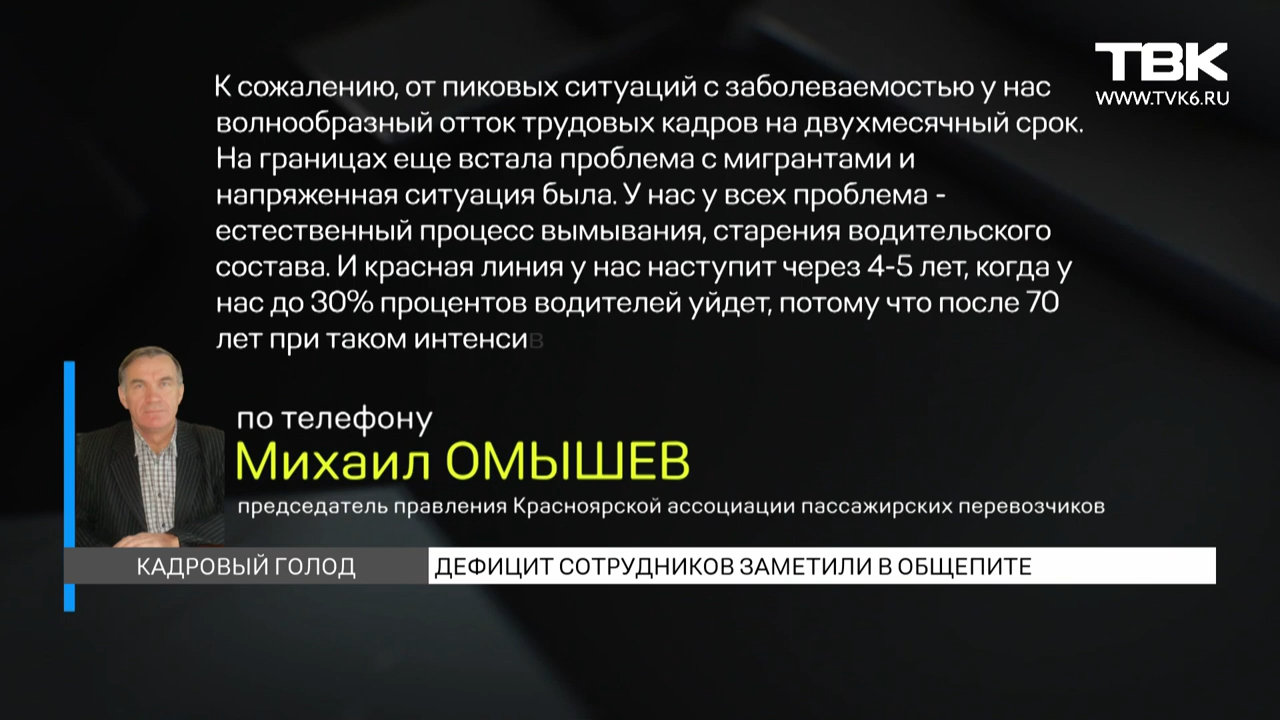 ТВК
WWW.TVK6.RU
К сожалению, от пиковых ситуаций с заболеваемостью у нас
волнообразный отток трудовых кадров на двухмесячный срок.
На границах еще встала проблема с мигрантами и
напряженная ситуация была. У нас у всех проблема -
естественный процесс вымывания, старения водительского
состава. И красная линия у нас наступит через 4-5 лет, когда у
нас до 30% процентов водителей уйдет, потому что после 70
лет при таком интенсив
по телефону
Михаил ОМЫШЕВ
председатель правления Красноярской ассоциации пассажирских перевозчиков
КАДРОВЫЙ ГОЛОД
ДЕФИЦИТ СОТРУДНИКОВ ЗАМЕТИЛИ В ОБЩЕПИТЕ